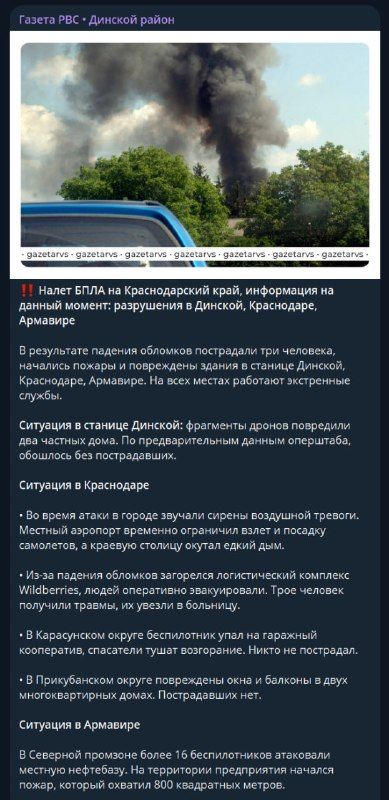 Газета РВС • Динской район
· gazetarvs · gazetarvs · gazetarvs · gazetarvs · gazetarvs · gazetarvs · gazetarvs ·
‼️ Налет БПЛА на Краснодарский край, информация на
данный момент: разрушения в Динской, Краснодаре,
Армавире
В результате падения обломков пострадали три человека,
начались пожары и повреждены здания в станице Динской,
Краснодаре, Армавире. На всех местах работают экстренные
службы.
Ситуация в станице Динской: фрагменты дронов повредили
два частных дома. По предварительным данным оперштаба,
обошлось без пострадавших.
Ситуация в Краснодаре
• Во время атаки в городе звучали сирены воздушной тревоги.
Местный аэропорт временно ограничил взлет и посадку
самолетов, а краевую столицу окутал едкий дым.
• Из-за падения обломков загорелся логистический комплекс
Wildberries, людей оперативно эвакуировали. Трое человек
получили травмы, их увезли в больницу.
• В Карасунском округе беспилотник упал на гаражный
кооператив, спасатели тушат возгорание. Никто не пострадал.
• В Прикубанском округе повреждены окна и балконы в двух
многоквартирных домах. Пострадавших нет.
Ситуация в Армавире
В Северной промзоне более 16 беспилотников атаковали
местную нефтебазу. На территории предприятия начался
пожар, который охватил 800 квадратных метров.